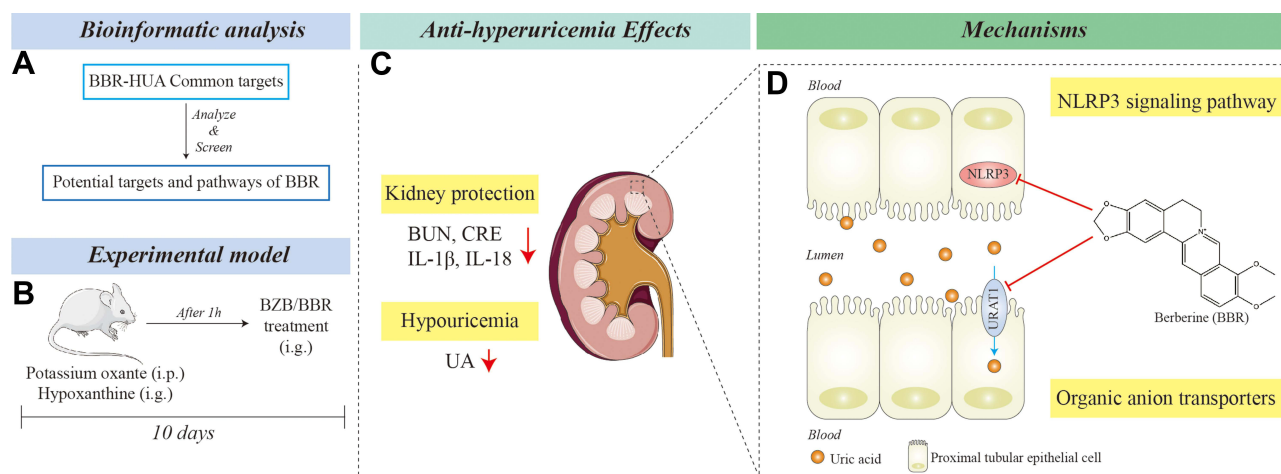 Bioinformatic analysis
A
BBR-HUA Common targets
Analyze
&
Screen
Potential targets and pathways of BBR
Experimental model
B
After 1h
BZB/BBR
treatment
(i.g.)
Potassium oxante (i.p.)
Hypoxanthine (i.g.)
10 days
Anti-hyperuricemia Effects
C
Kidney protection
BUN, CRE
IL-1β, IL-18
Hypouricemia
UA
Mechanisms
D
Blood
NLRP3 signaling pathway
NLRP3
Lumen
URAT1
O
O
N+
O
O
Berberine (BBR)
Organic anion transporters
Blood
Uric acid
Proximal tubular epithelial cell